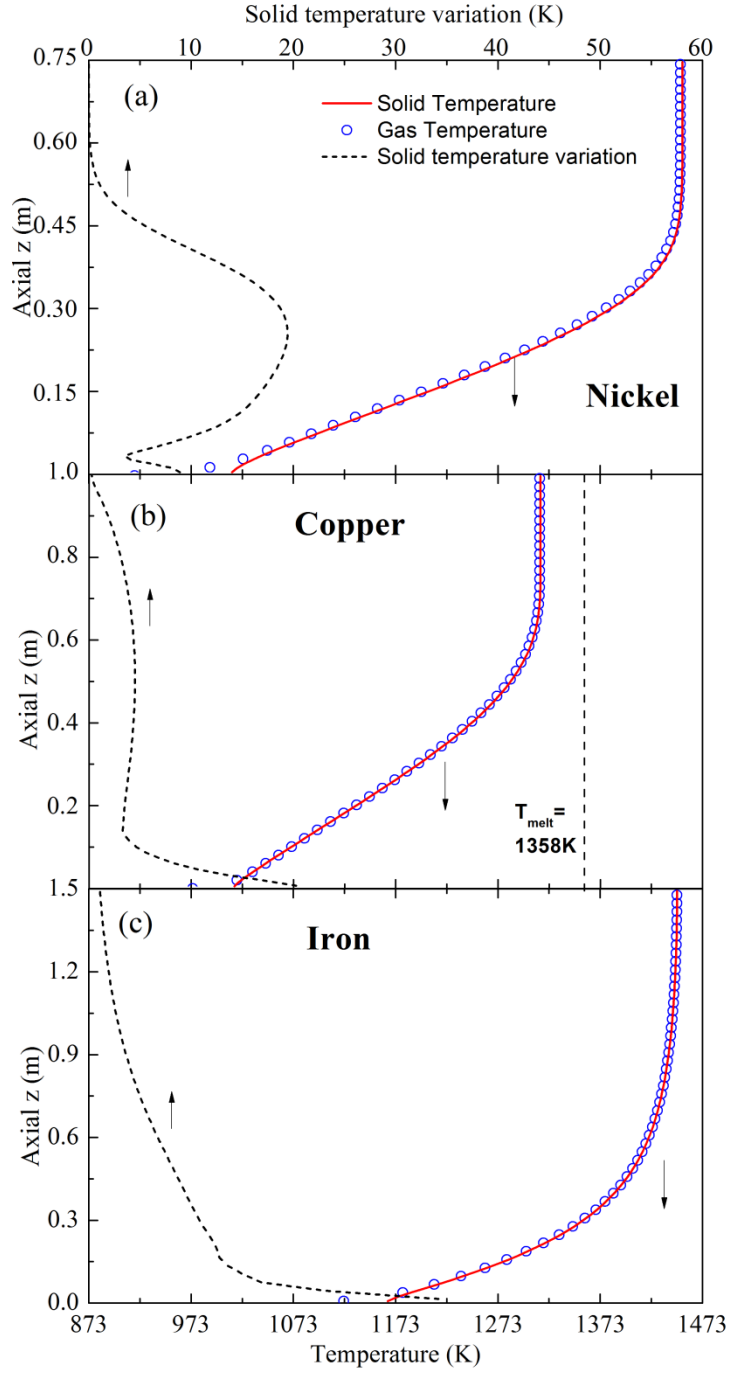 Solid temperature variation (K)
0 10 20 30 40 50 60
0.75
(a)
Solid Temperature
Gas Temperature
Solid temperature variation
0.60
0.45
Axial z (m)
0.30
0.15
Nickel
1.0
(b)
Copper
0.8
0.6
Axial z (m)
0.4
0.2
T_melt=
1358K
1.5
(c)
Iron
1.2
0.9
Axial z (m)
0.6
0.3
0.0
873 973 1073 1173 1273 1373 1473
Temperature (K)